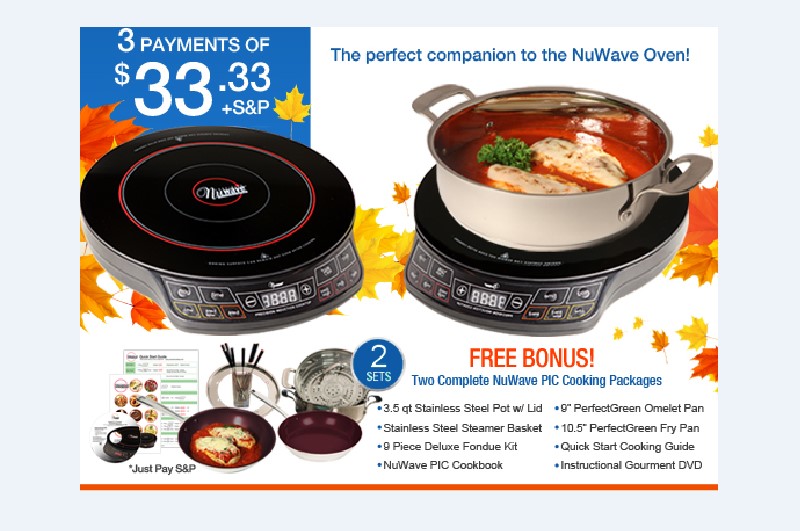 3 PAYMENTS OF
$33.33
+S&P
The perfect companion to the NuWave Oven!
NuWave
2
SETS
FREE BONUS!
Two Complete NuWave PIC Cooking Packages
•3.5 qt Stainless Steel Pot w/ Lid
•Stainless Steel Steamer Basket
•9 Piece Deluxe Fondue Kit
•NuWave PIC Cookbook
•9" PerfectGreen Omelet Pan
•10.5" PerfectGreen Fry Pan
•Quick Start Cooking Guide
•Instructional Gourment DVD
Quick Start Guide
*Just Pay S&P